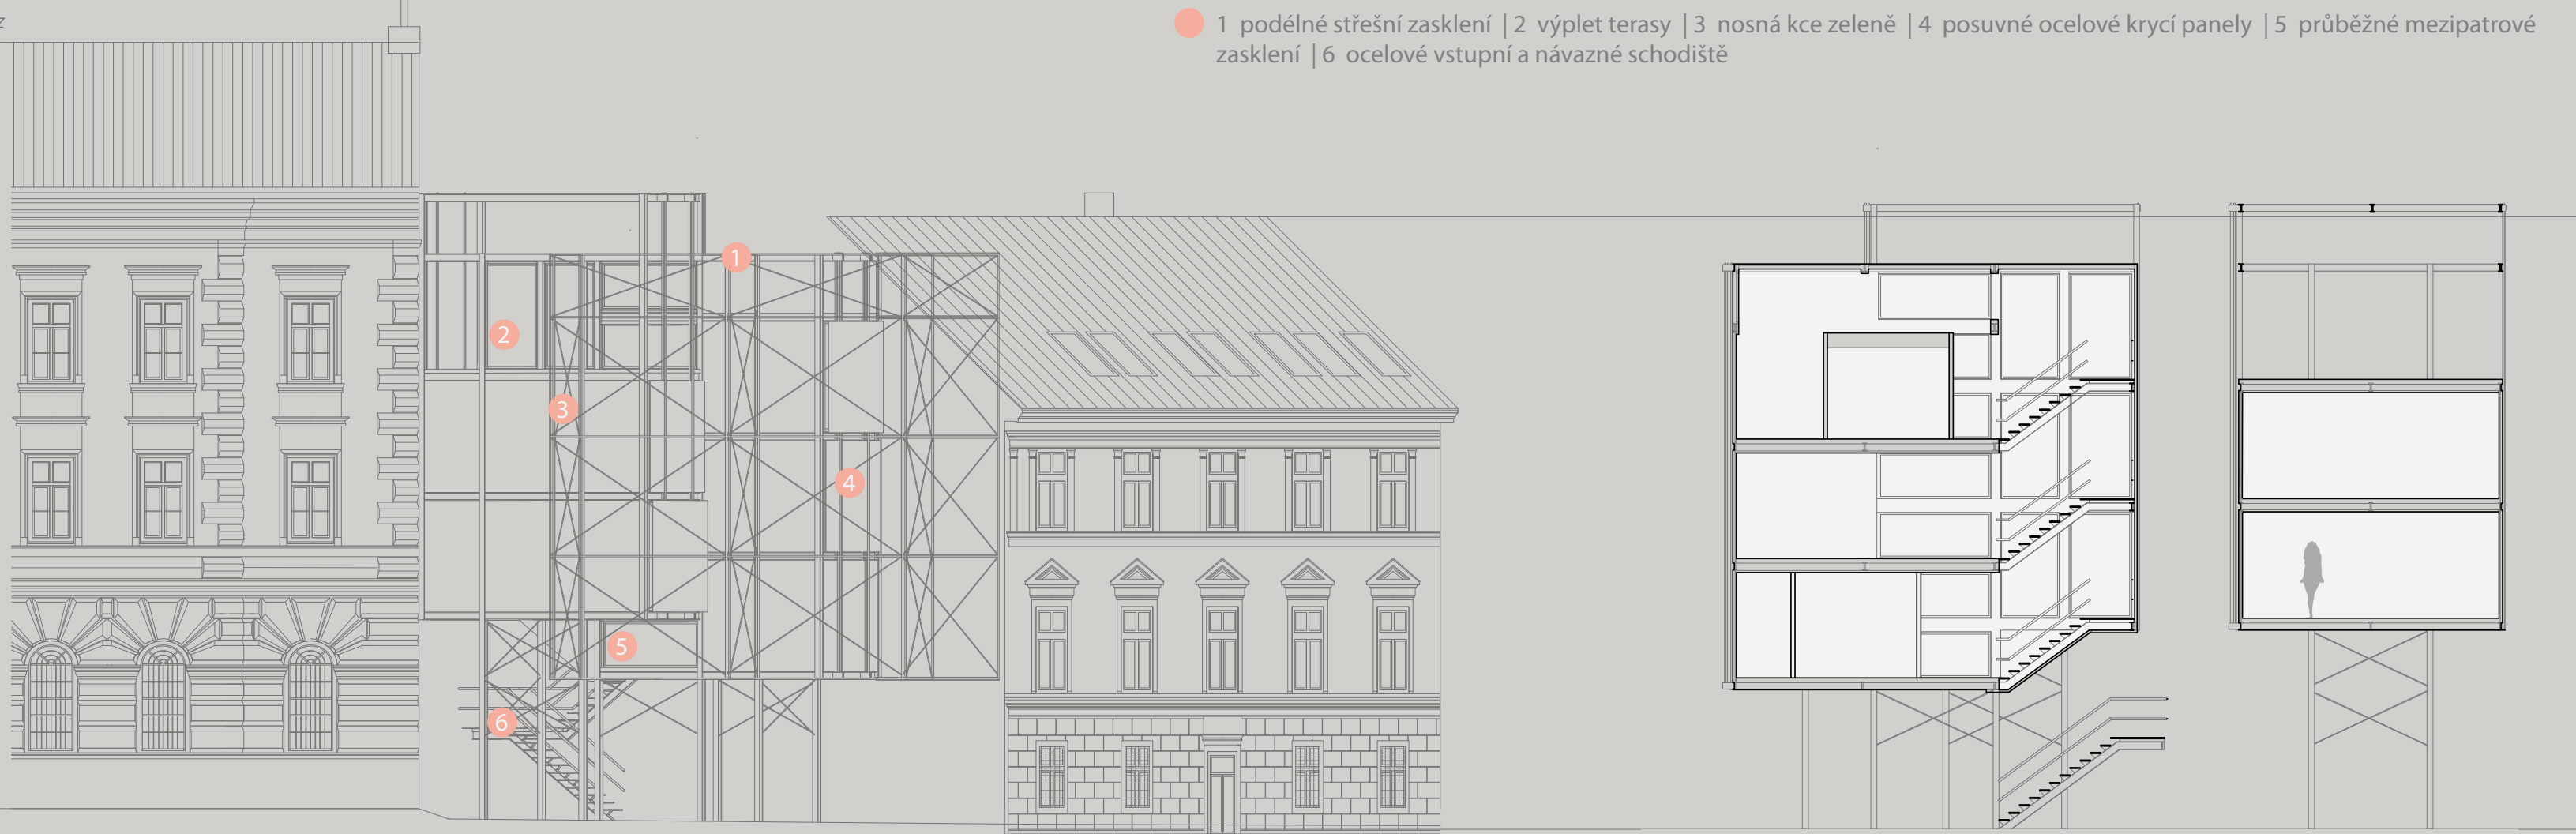 z
1 podélné střešní zasklení | 2 výplet terasy | 3 nosná kce zeleně | 4 posuvné ocelové krycí panely | 5 průběžné mezipatrové
zasklení | 6 ocelové vstupní a návazné schodiště
1
2
3
4
5
6